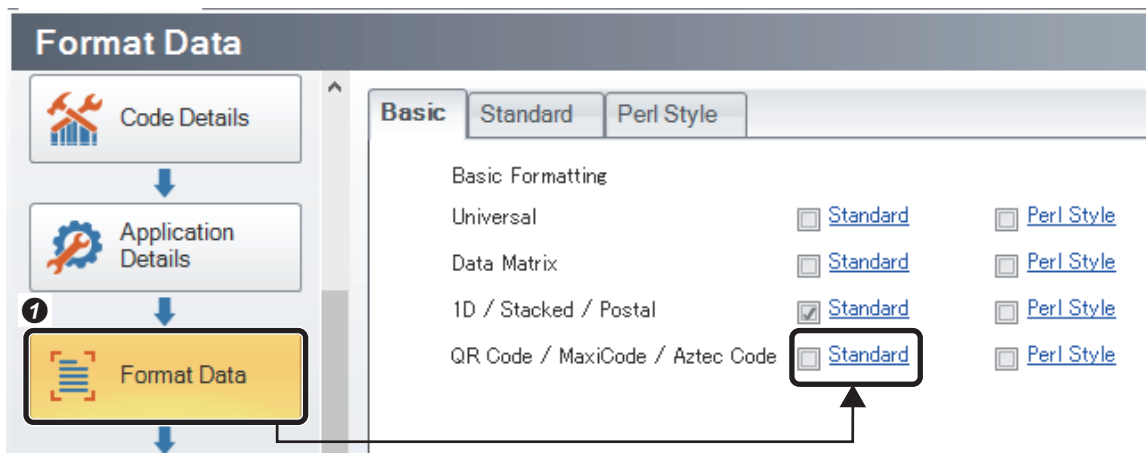 Format Data
Code Details
Application
Details
❶
Format Data
Basic Standard Perl Style
Basic Formatting
Universal Standard Perl Style
Data Matrix Standard Perl Style
1D / Stacked / Postal Standard Perl Style
QR Code / MaxiCode / Aztec Code Standard Perl Style